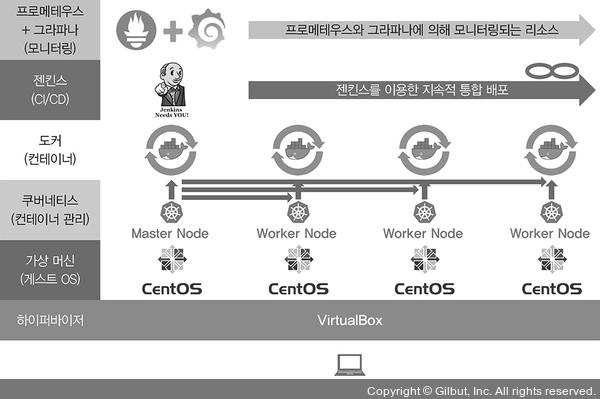 프로메테우스
+ 그라파나
(모니터링)
프로메테우스와 그라파나에 의해 모니터링되는 리소스
젠킨스
(CI/CD)
Jenkins
Needs YOU!
젠킨스를 이용한 지속적 통합 배포
도커
(컨테이너)
쿠버네티스
(컨테이너 관리)
Master Node
Worker Node
Worker Node
Worker Node
가상 머신
(게스트 OS)
CentOS
CentOS
CentOS
CentOS
하이퍼바이저
VirtualBox
Copyright © Gilbut, Inc. All rights reserved.